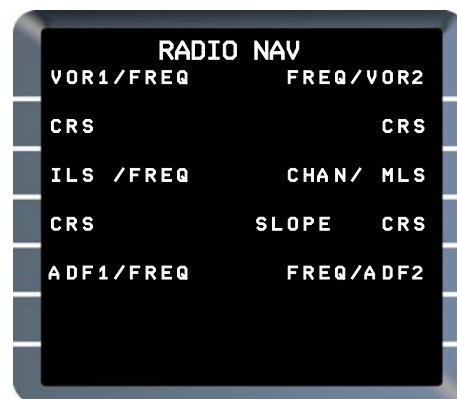 RADIO NAV
VOR1/FREQ FREQ/VOR2
CRS CRS
ILS /FREQ CHAN/ MLS
CRS SLOPE CRS
ADF1/FREQ FREQ/ADF2